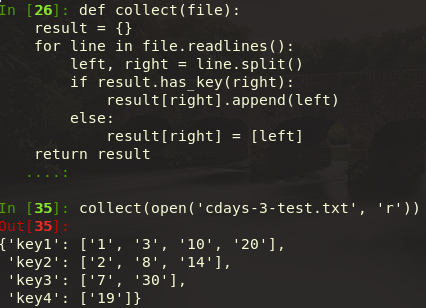 In [26]: def collect(file):
    result = {}
    for line in file.readlines():
        left, right = line.split()
        if result.has_key(right):
            result[right].append(left)
        else:
            result[right] = [left]
    return result
   ....:
In [35]: collect(open('cdays-3-test.txt', 'r'))
Out[35]:
{'key1': ['1', '3', '10', '20'],
 'key2': ['2', '8', '14'],
 'key3': ['7', '30'],
 'key4': ['19']}